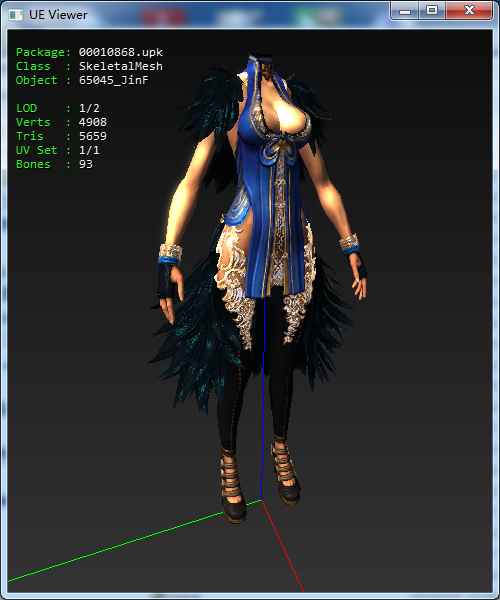 UE Viewer
Package: 00010868.upk
Class : SkeletalMesh
Object : 65045_JinF
LOD : 1/2
Verts : 4908
Tris : 5659
UV Set : 1/1
Bones : 93